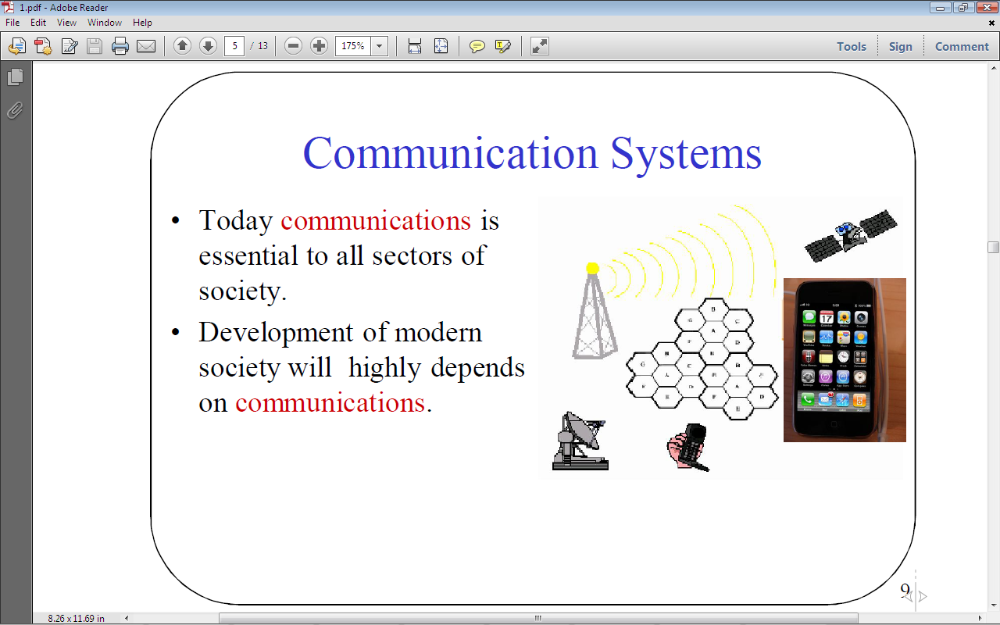 1.pdf - Adobe Reader
File Edit View Window Help
5 / 13 175% Tools Sign Comment
Communication Systems
• Today communications is
essential to all sectors of
society.
• Development of modern
society will highly depends
on communications.
9
8.26 x 11.69 in